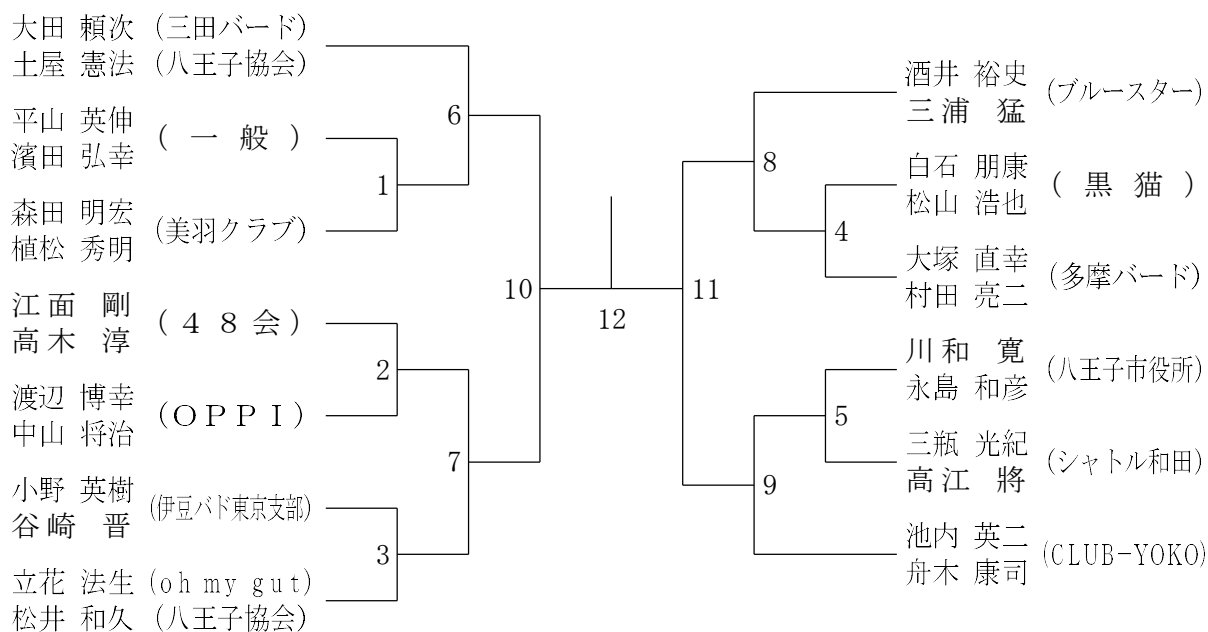 大田 頼次 (三田バード)
土屋 憲法 (八王子協会)
平山 英伸
濱田 弘幸
( 一 般 )
森田 明宏
植松 秀明
(美羽クラブ)
江面 剛
高木 淳
(４８会)
渡辺 博幸
中山 将治
(ＯＰＰＩ)
小野 英樹
谷崎 晋
(伊豆バド東京支部)
立花 法生 (oh my gut)
松井 和久 (八王子協会)
6
1
2
7
3
10
12
11
8
4
5
9
酒井 裕史
三浦 猛
(ブルースター)
白石 朋康
松山 浩也
( 黒 猫 )
大塚 直幸
村田 亮二
(多摩バード)
川和 寛
永島 和彦
(八王子市役所)
三瓶 光紀
高江 將
(シャトル和田)
池内 英二
舟木 康司
(CLUB-YOKO)